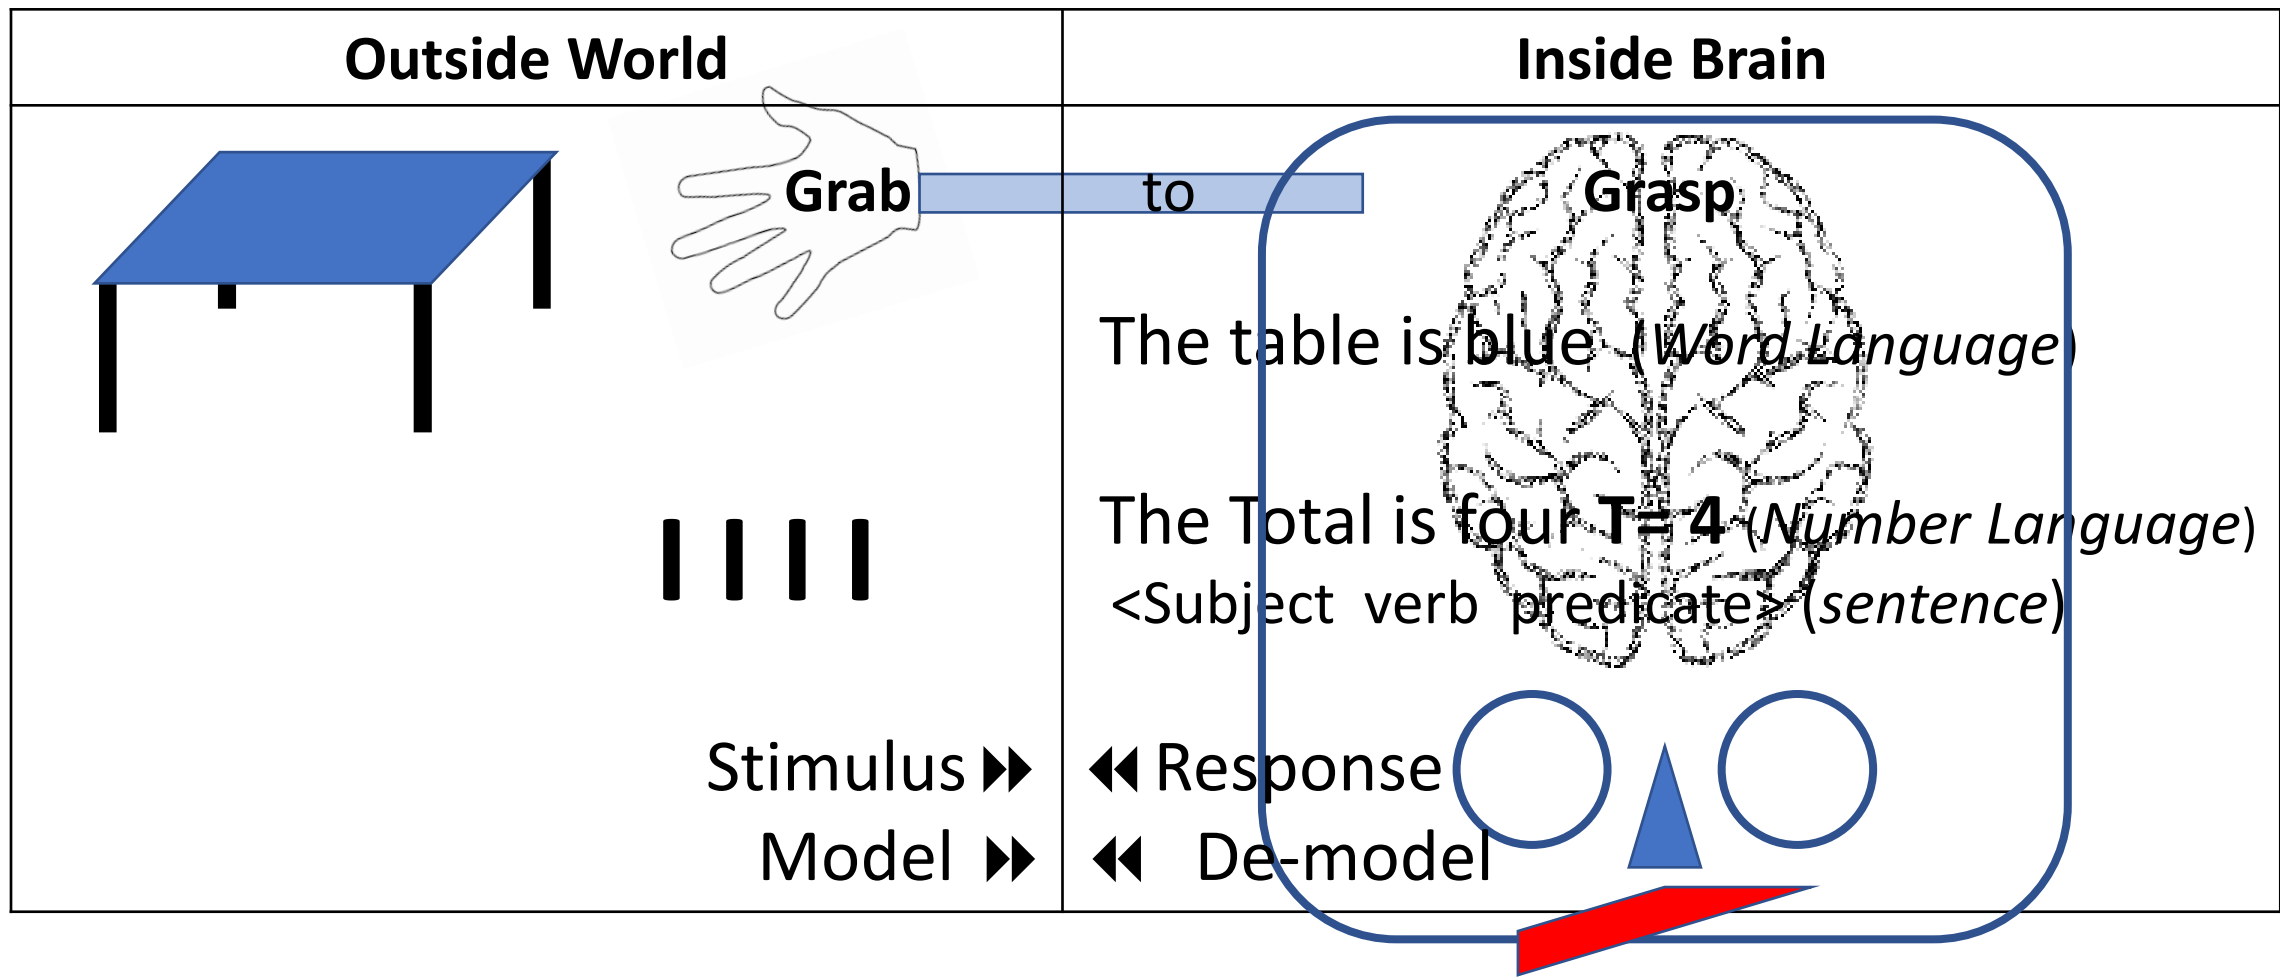 Outside World
Inside Brain
Grab to Grasp
The table is blue (Word Language)
The Total is four T= 4 (Number Language)
<Subject verb predicate> (sentence)
Stimulus Response
Model De-model